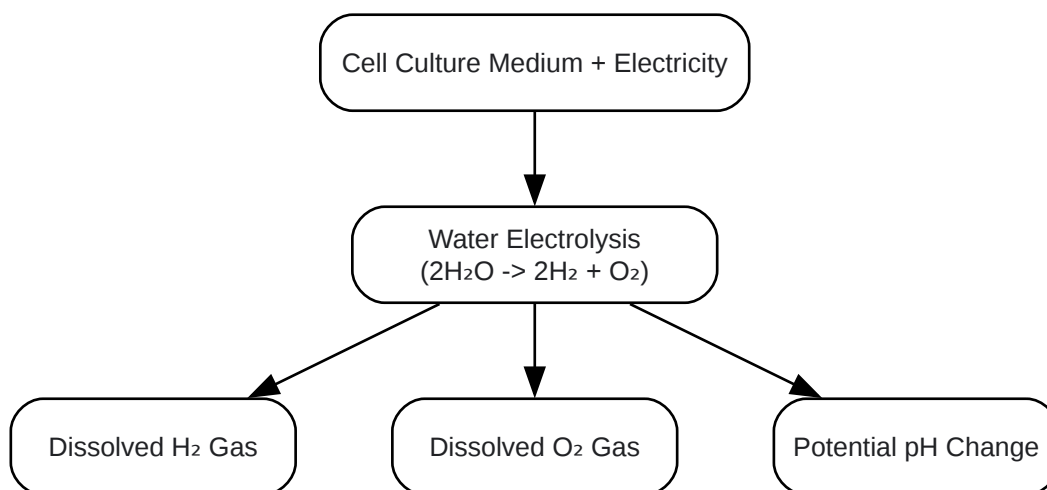 Cell Culture Medium + Electricity
Water Electrolysis
(2H₂O -> 2H₂ + O₂)
Dissolved H₂ Gas
Dissolved O₂ Gas
Potential pH Change